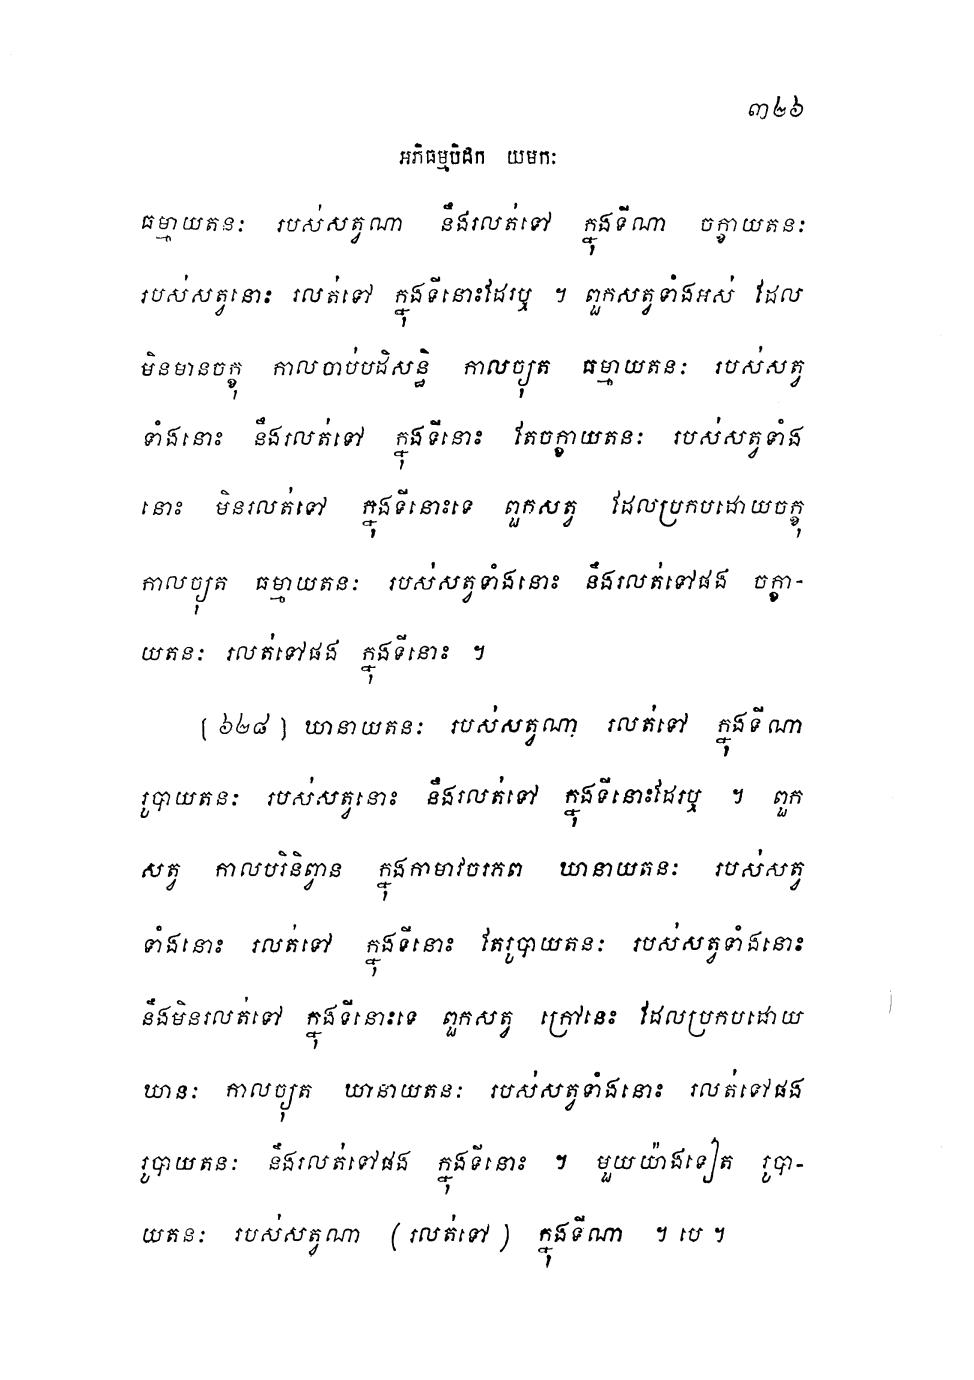 ៣២៦
អភិធម្មបិដក យមកៈ
ធម្មាយតនៈ របស់សត្វណា នឹងរលត់ទៅ ក្នុងទីណា ចក្ខាយតនៈ
របស់សត្វនោះ រលត់ទៅ ក្នុងទីនោះដែរឬ ។ ពួកសត្វទាំងអស់ ដែល
មិនមានចក្ខុ កាលចាប់បដិសន្ធិ កាលច្យុត ធម្មាយតនៈ របស់សត្វ
ទាំងនោះ នឹងរលត់ទៅ ក្នុងទីនោះ តែចក្ខាយតនៈ របស់សត្វទាំង
នោះ មិនរលត់ទៅ ក្នុងទីនោះទេ ពួកសត្វ ដែលប្រកបដោយចក្ខុ
កាលច្យុត ធម្មាយតនៈ របស់សត្វទាំងនោះ នឹងរលត់ទៅផង ចក្ខា-
យតនៈ រលត់ទៅផង ក្នុងទីនោះ ។
(៦២៨) ឃានាយតនៈ របស់សត្វណា រលត់ទៅ ក្នុងទីណា
រូបាយតនៈ របស់សត្វនោះ នឹងរលត់ទៅ ក្នុងទីនោះដែរឬ ។ ពួក
សត្វ កាលបរិនិព្វាន ក្នុងកាមាវចរភព ឃានាយតនៈ របស់សត្វ
ទាំងនោះ រលត់ទៅ ក្នុងទីនោះ តែរូបាយតនៈ របស់សត្វទាំងនោះ
នឹងមិនរលត់ទៅ ក្នុងទីនោះទេ ពួកសត្វ ក្រៅនេះ ដែលប្រកបដោយ
ឃានៈ កាលច្យុត ឃានាយតនៈ របស់សត្វទាំងនោះ រលត់ទៅផង
រូបាយតនៈ នឹងរលត់ទៅផង ក្នុងទីនោះ ។ មួយយ៉ាងទៀត រូបា-
យតនៈ របស់សត្វណា (រលត់ទៅ) ក្នុងទីណា ។ បេ ។